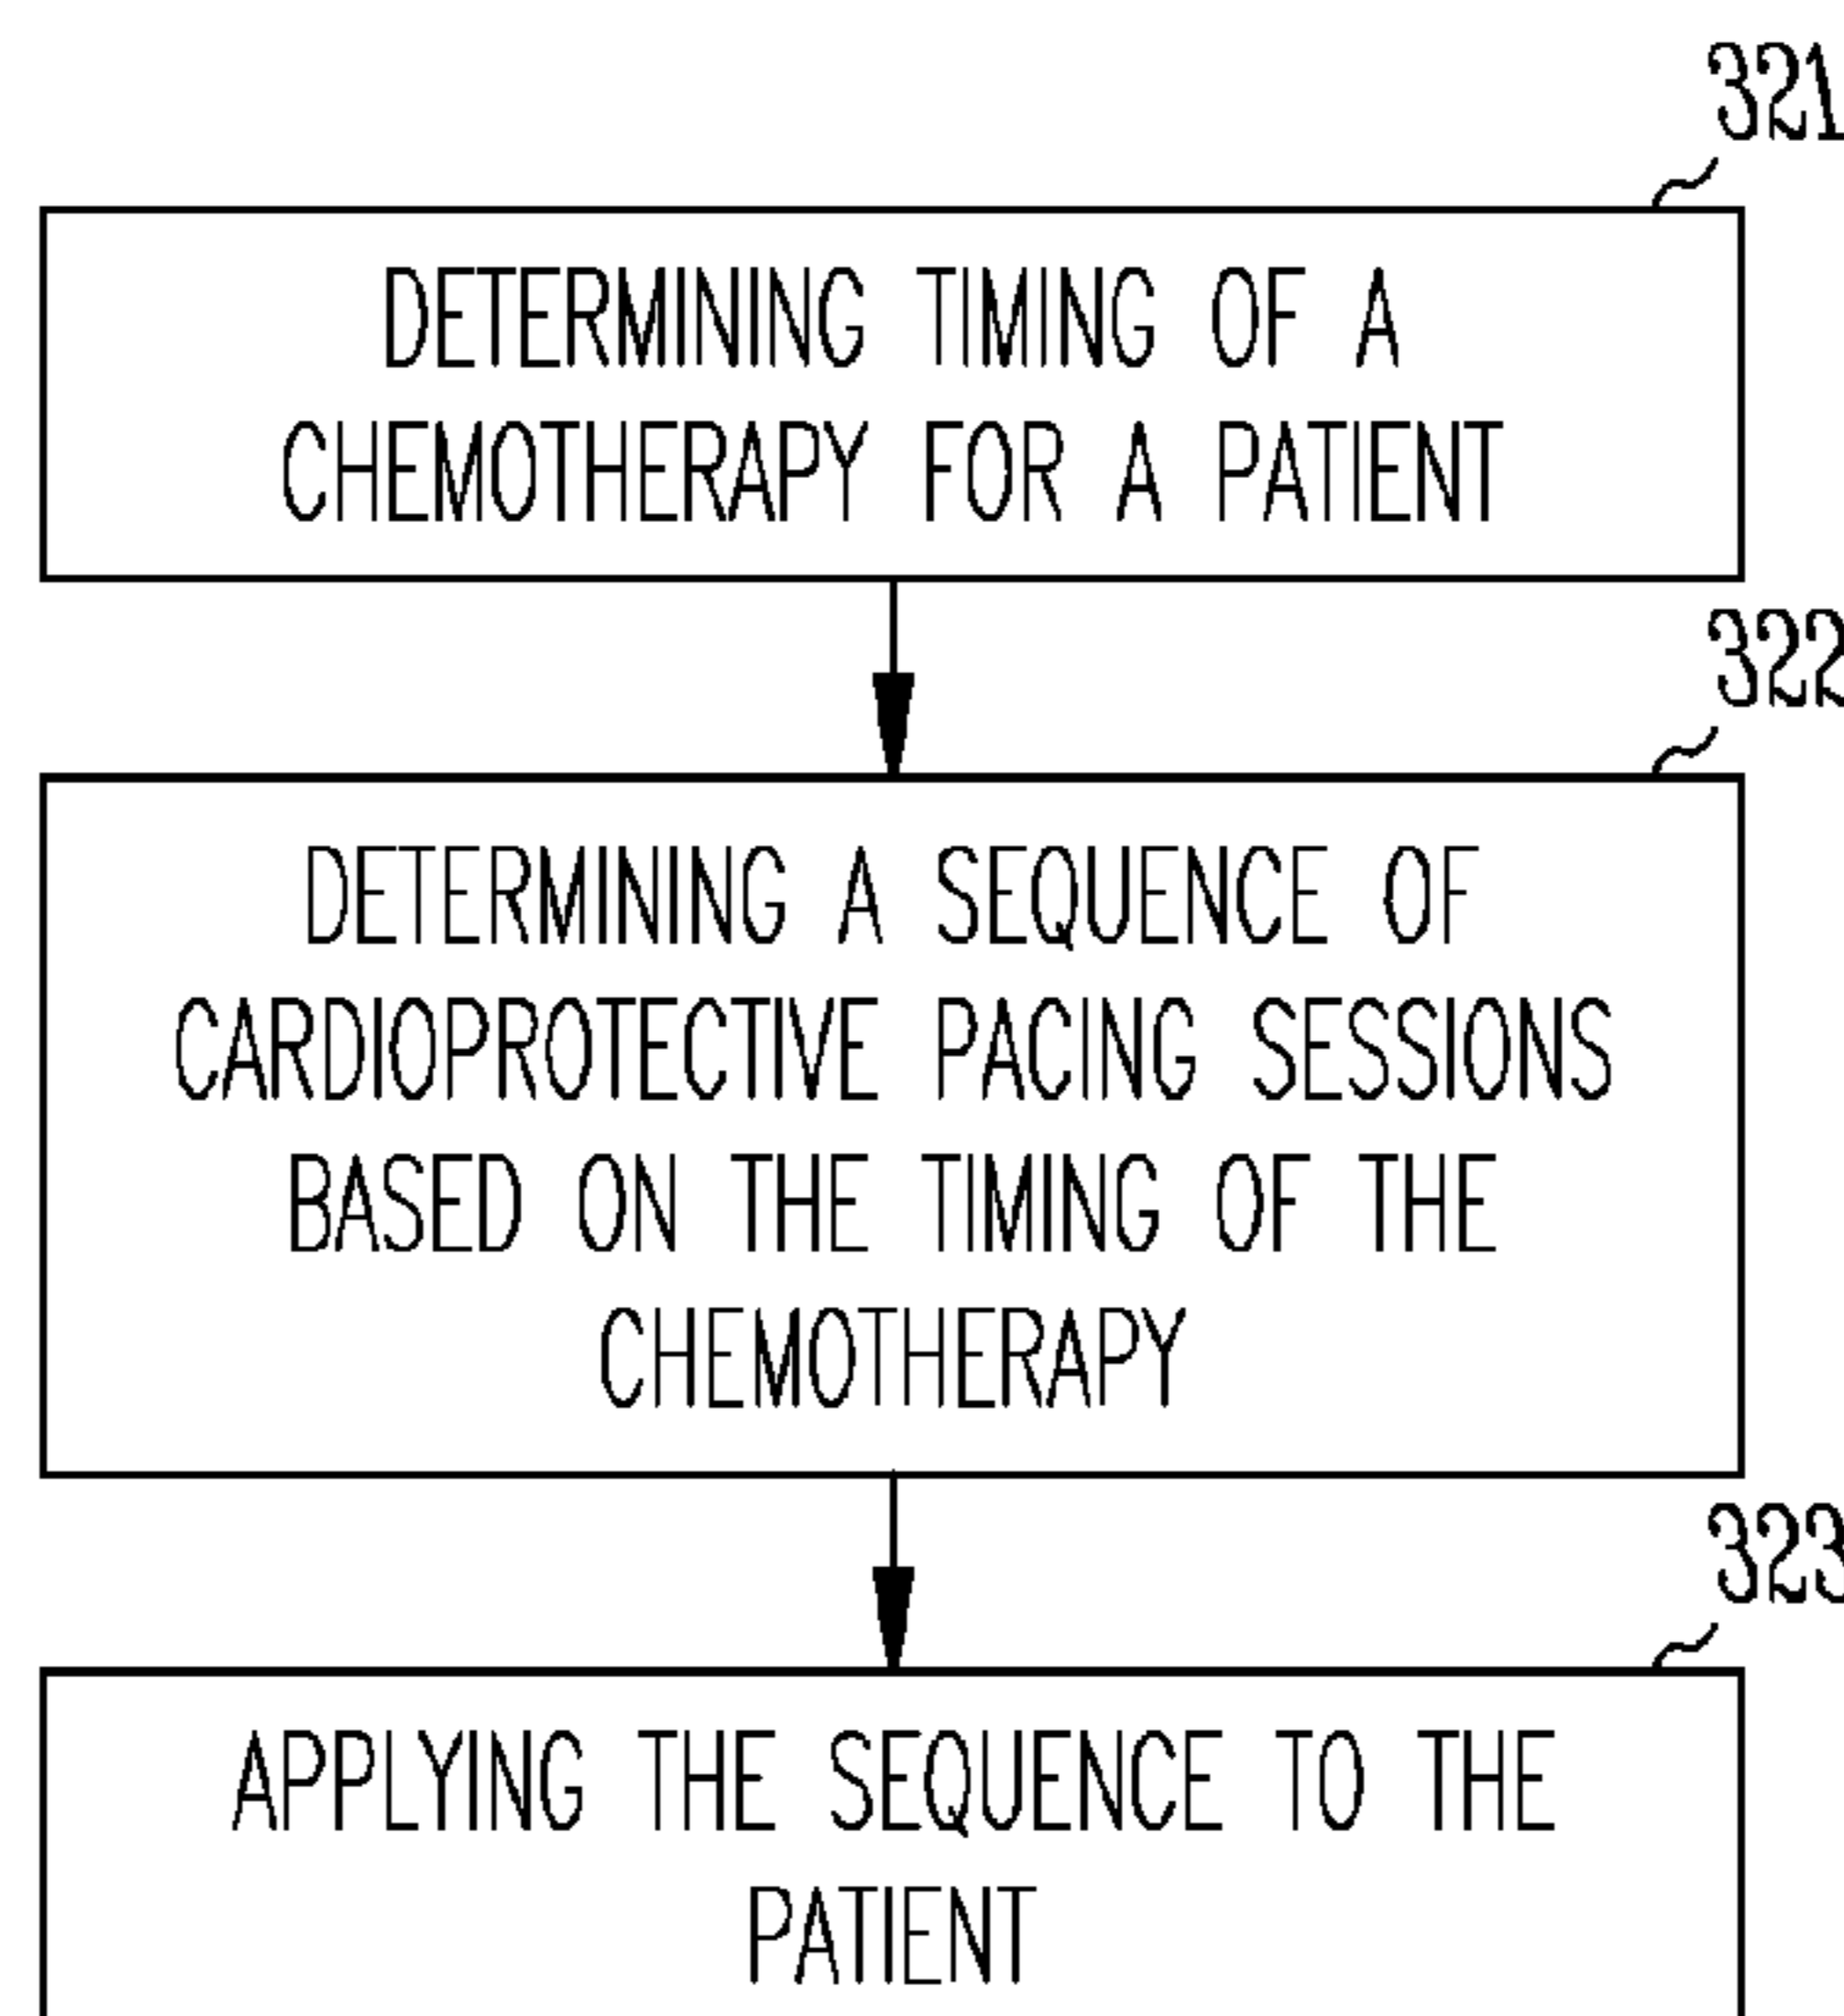 321
DETERMINING TIMING OF A
CHEMOTHERAPY FOR A PATIENT
322
DETERMINING A SEQUENCE OF
CARDIOPROTECTIVE PACING SESSIONS
BASED ON THE TIMING OF THE
CHEMOTHERAPY
323
APPLYING THE SEQUENCE TO THE
PATIENT